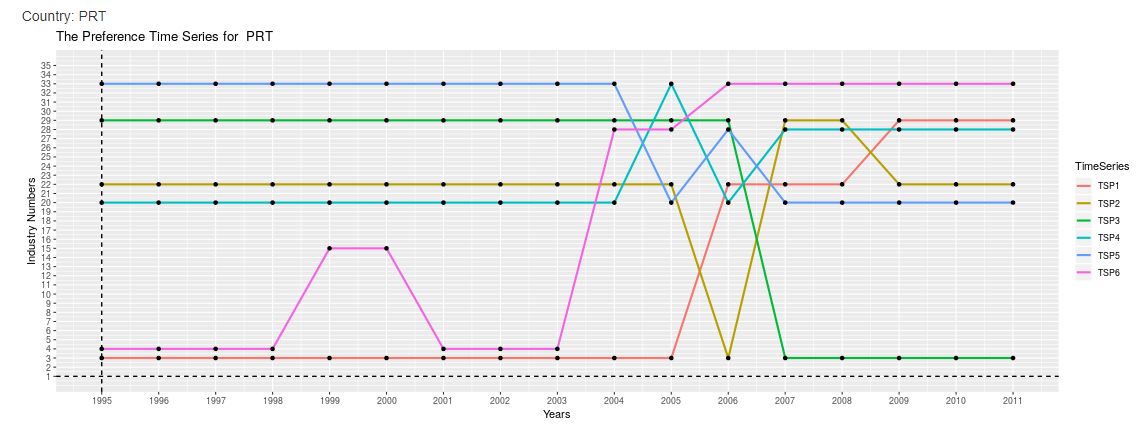 Country: PRT
The Preference Time Series for PRT
Industry Numbers
35
34
33
32
31
30
29
28
27
26
25
24
23
22
21
20
19
18
17
16
15
14
13
12
11
10
9
8
7
6
5
4
3
2
1
1995 1996 1997 1998 1999 2000 2001 2002 2003 2004 2005 2006 2007 2008 2009 2010 2011
Years
TimeSeries
TSP1
TSP2
TSP3
TSP4
TSP5
TSP6